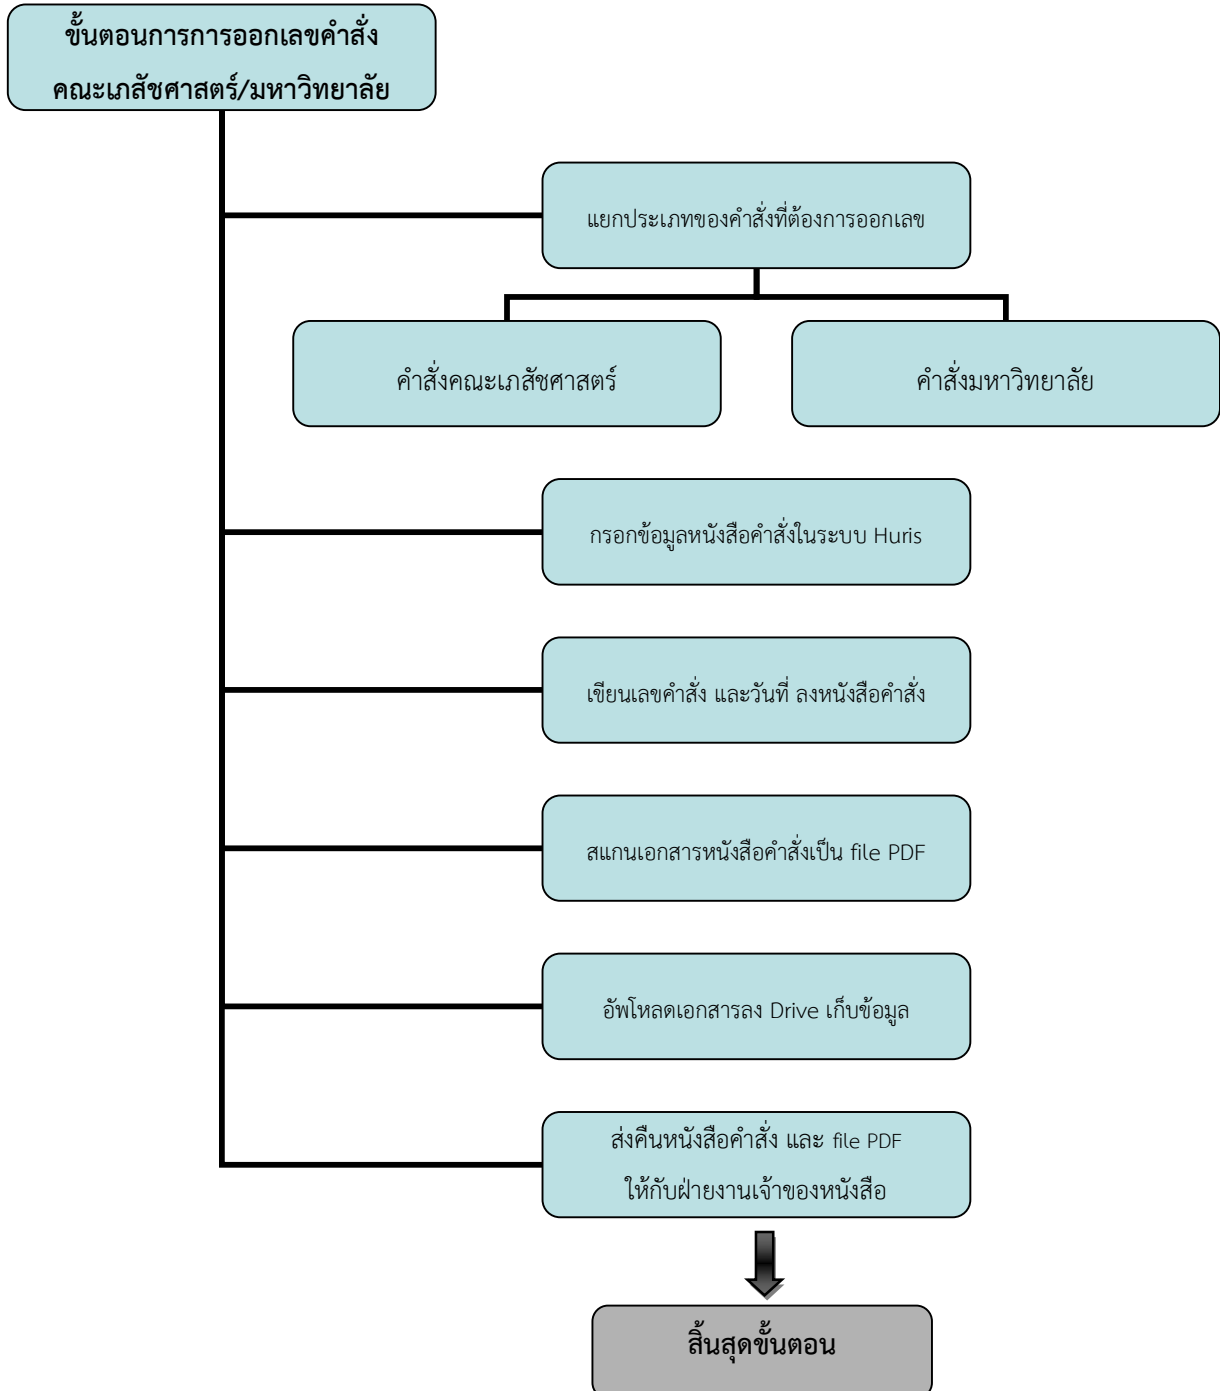 ขั้นตอนการการออกเลขคำสั่ง
คณะเภสัชศาสตร์/มหาวิทยาลัย
แยกประเภทของคำสั่งที่ต้องการออกเลข
คำสั่งคณะเภสัชศาสตร์
คำสั่งมหาวิทยาลัย
กรอกข้อมูลหนังสือคำสั่งในระบบ Huris
เขียนเลขคำสั่ง และวันที่ ลงหนังสือคำสั่ง
สแกนเอกสารหนังสือคำสั่งเป็น file PDF
อัพโหลดเอกสารลง Drive เก็บข้อมูล
ส่งคืนหนังสือคำสั่ง และ file PDF
ให้กับฝ่ายงานเจ้าของหนังสือ
สิ้นสุดขั้นตอน